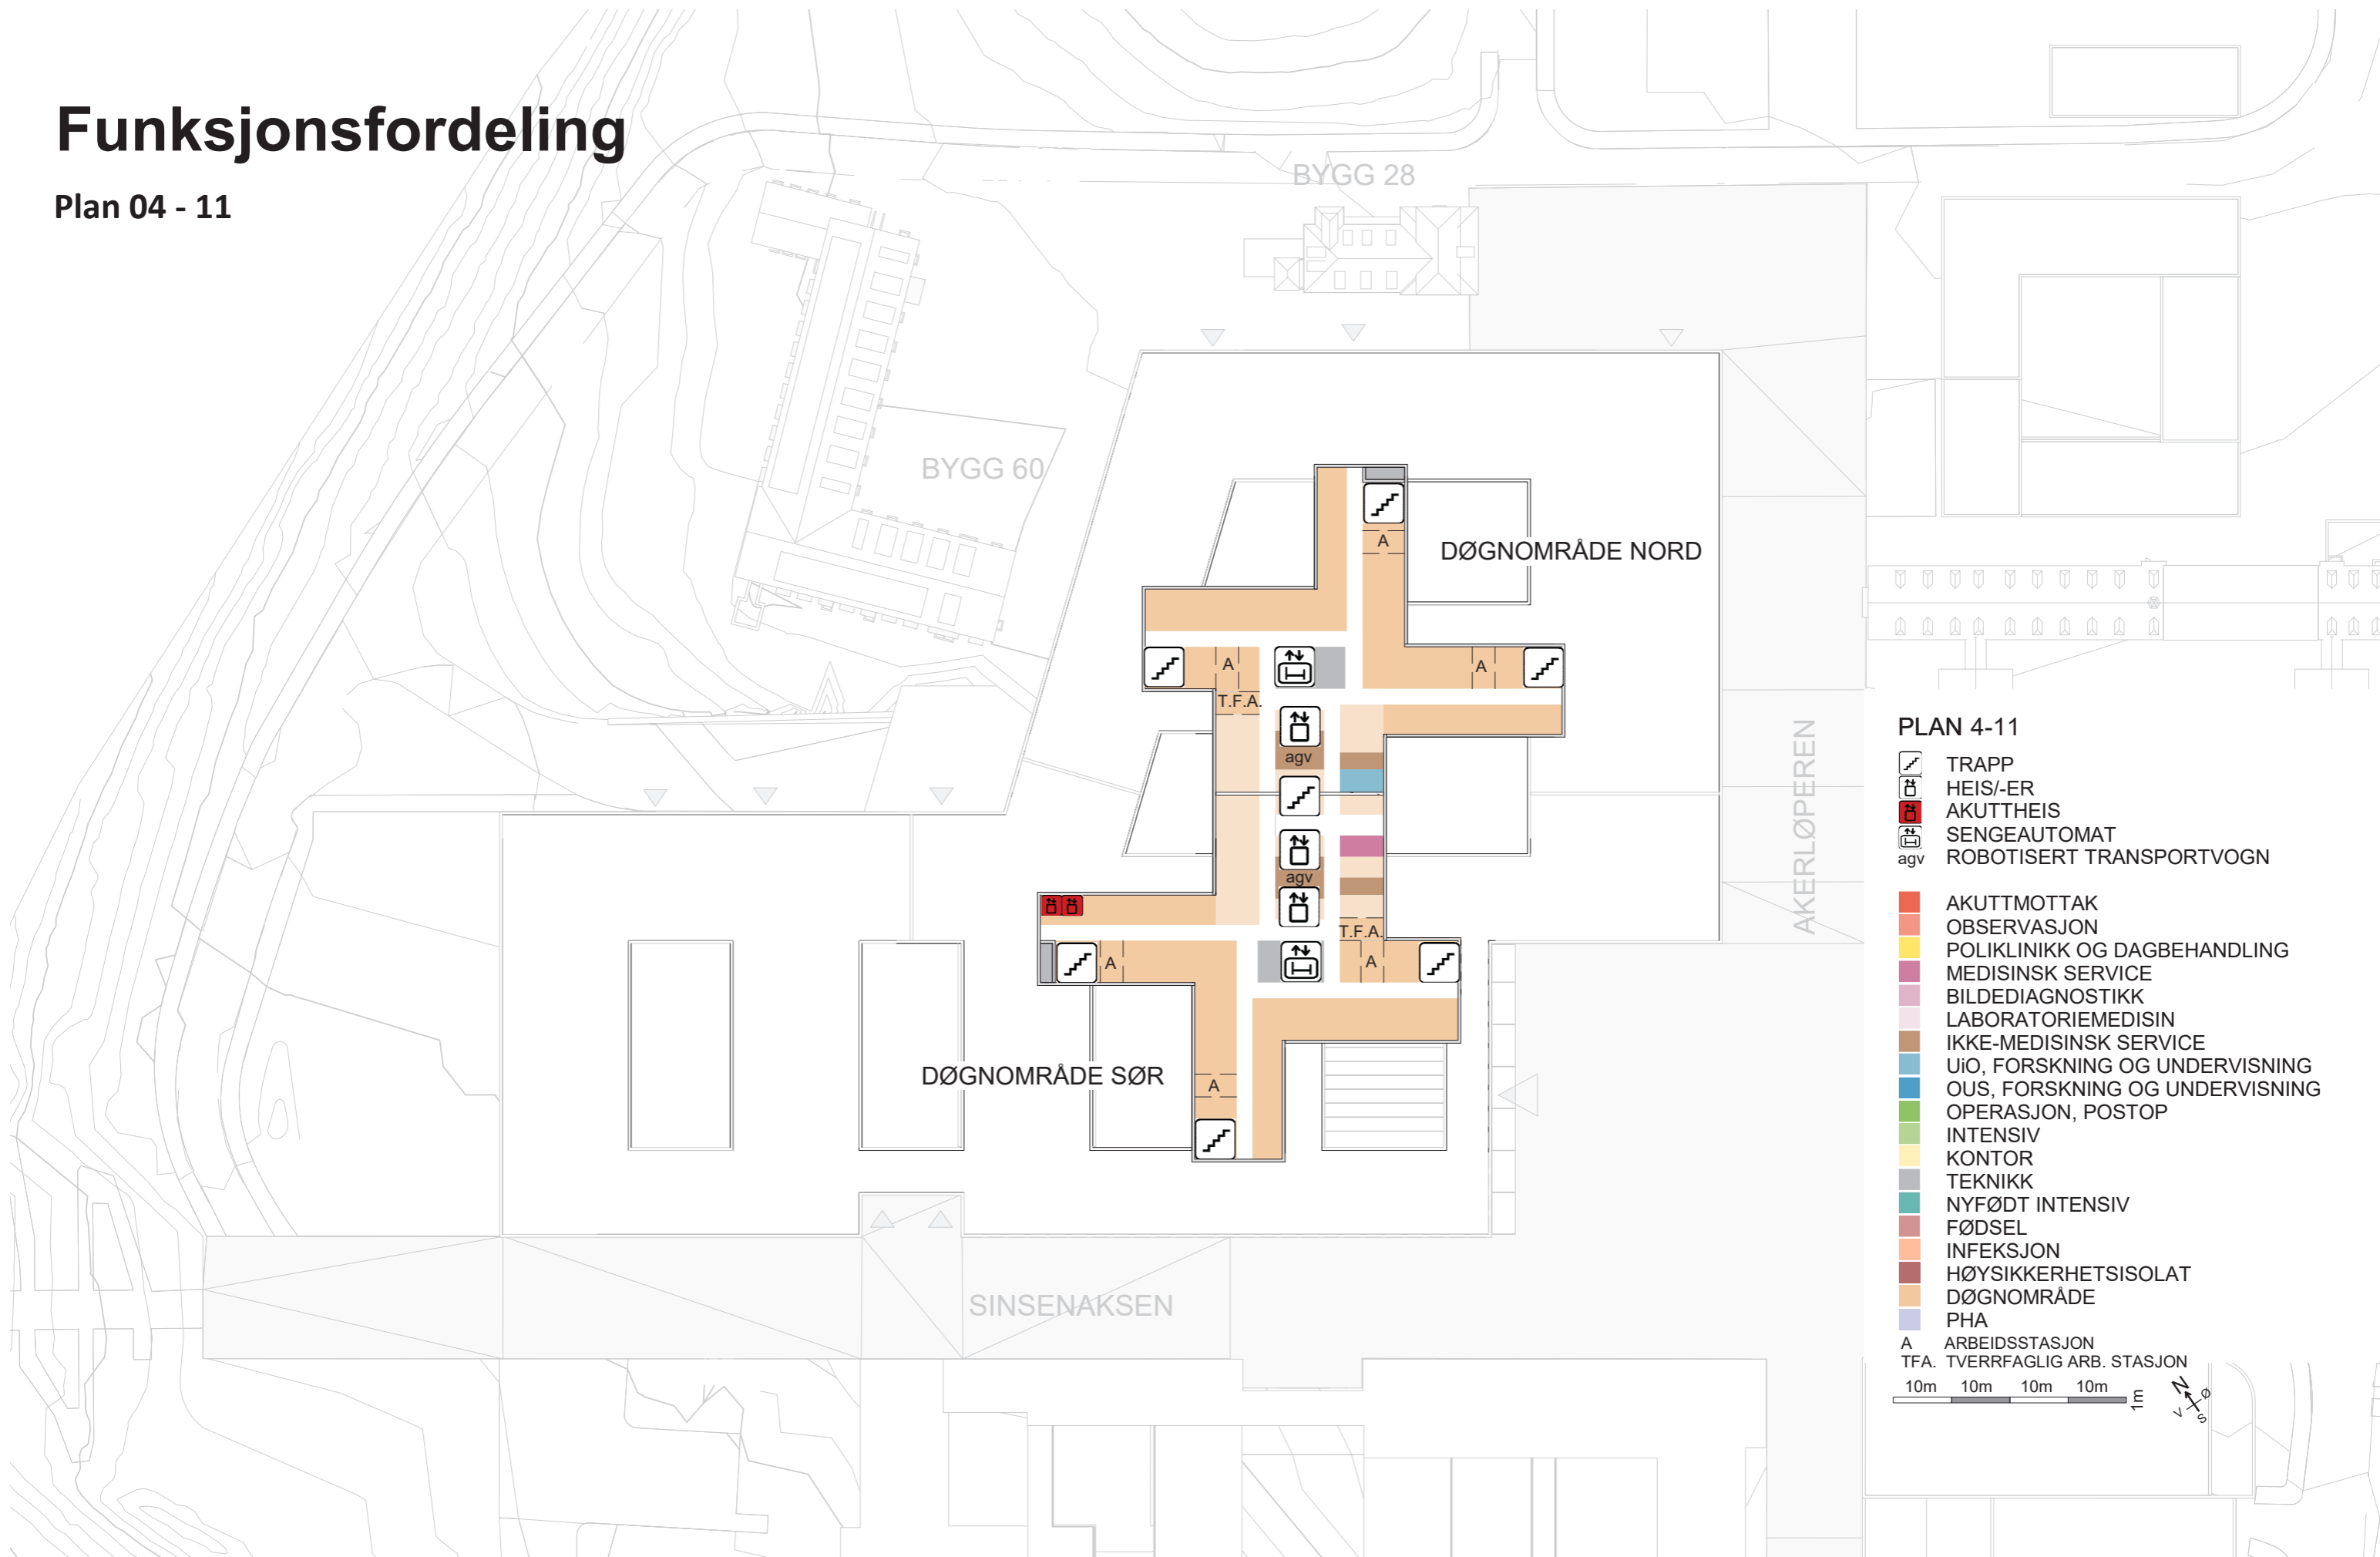 Funksjonsfordeling
Plan 04 - 11
BYGG 28
BYGG 60
DØGNOMRÅDE NORD
A
A
A
T.F.A.
agv
agv
T.F.A.
A
A
A
DØGNOMRÅDE SØR
AKERLØPEREN
SINSENAKSEN
PLAN 4-11
TRAPP
HEIS/-ER
AKUTTHEIS
SENGEAUTOMAT
agv ROBOTISERT TRANSPORTVOGN
AKUTTMOTTAK
OBSERVASJON
POLIKLINIKK OG DAGBEHANDLING
MEDISINSK SERVICE
BILDEDIAGNOSTIKK
LABORATORIEMEDISIN
IKKE-MEDISINSK SERVICE
UiO, FORSKNING OG UNDERVISNING
OUS, FORSKNING OG UNDERVISNING
OPERASJON, POSTOP
INTENSIV
KONTOR
TEKNIKK
NYFØDT INTENSIV
FØDSEL
INFEKSJON
HØYSIKKERHETSISOLAT
DØGNOMRÅDE
PHA
A ARBEIDSSTASJON
TFA. TVERRFAGLIG ARB. STASJON
10m 10m 10m 10m
1m
N
Ø
V
S